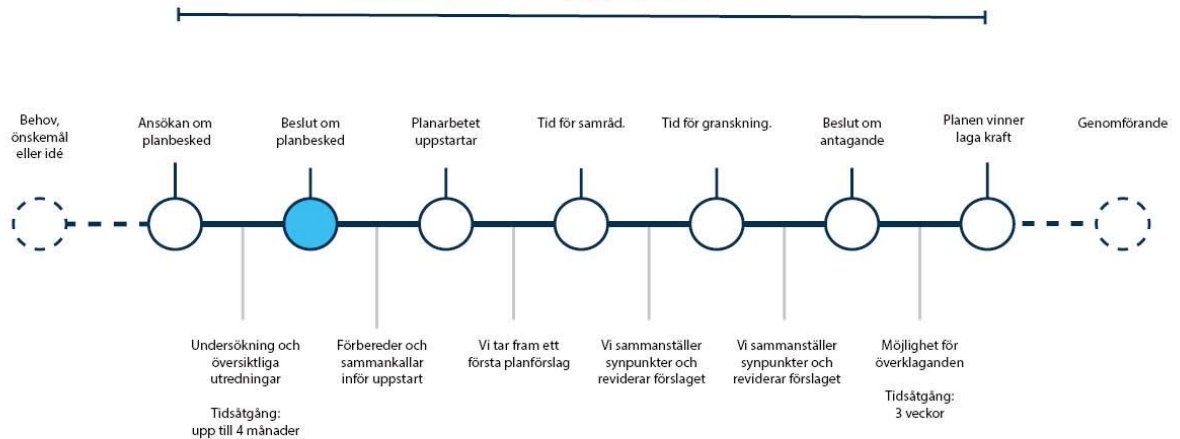 Behov,
önskemål
eller idé
Ansökan om
planbesked
Beslut om
planbesked
Planarbetet
uppstartar
Tid för samråd.
Tid för granskning.
Beslut om
antagande
Planen vinner
laga kraft
Genomförande
Undersökning och
översiktliga
utredningar
Tidsåtgång:
upp till 4 månader
Förbereder och
sammankallar
inför uppstart
Vi tar fram ett
första planförslag
Vi sammanställer
synpunkter och
reviderar förslaget
Vi sammanställer
synpunkter och
reviderar förslaget
Möjlighet för
överklaganden
Tidsåtgång:
3 veckor